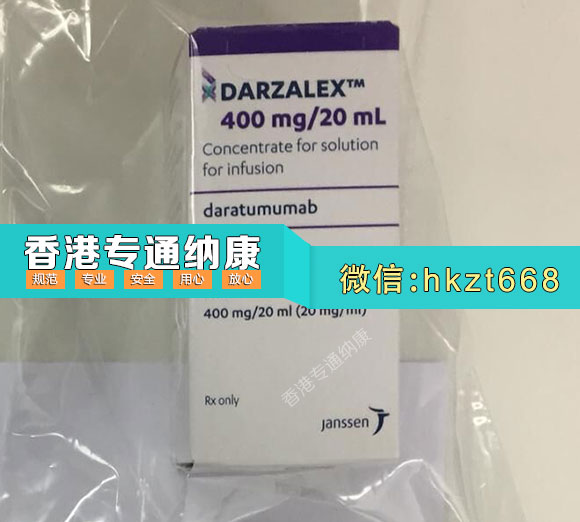 DARZALEX™
400 mg/20 mL
Concentrate for solution
for infusion
daratumumab
香港专通纳康
规范 专业 安全 用心 放心
微信:hkzt668
400 mg/20 ml (20 mg/ml)
香港专通纳康
Rx only
janssen